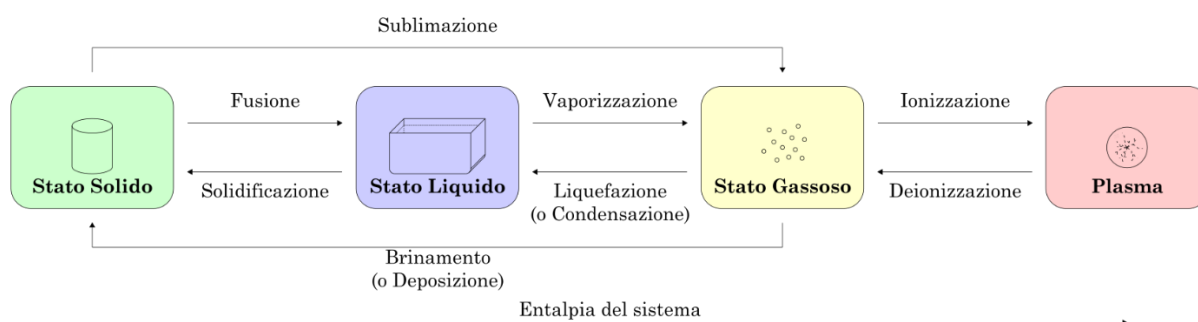 Sublimazione
Fusione
Vaporizzazione
Ionizzazione
Stato Solido
Stato Liquido
Stato Gassoso
Plasma
Solidificazione
Liquefazione
(o Condensazione)
Deionizzazione
Brinamento
(o Deposizione)
Entalpia del sistema